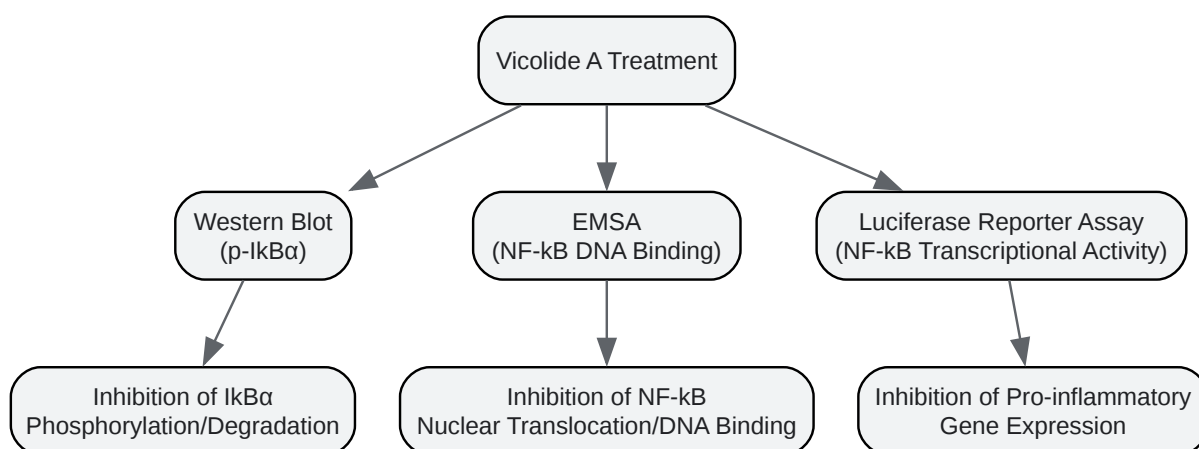 Vicolide A Treatment
Western Blot
(p-IkBα)
EMSA
(NF-kB DNA Binding)
Luciferase Reporter Assay
(NF-kB Transcriptional Activity)
Inhibition of IkBα
Phosphorylation/Degradation
Inhibition of NF-kB
Nuclear Translocation/DNA Binding
Inhibition of Pro-inflammatory
Gene Expression